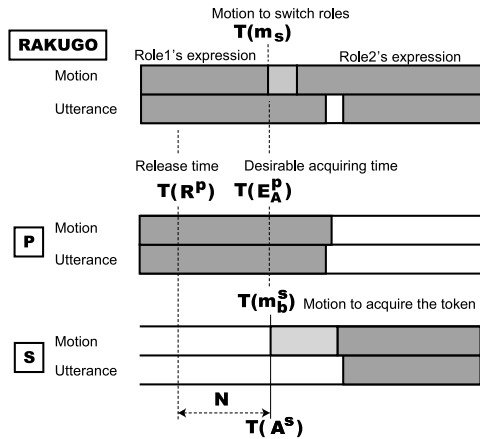 Motion to switch roles
T(m_s)
RAKUGO
Role1's expression
Role2's expression
Motion
Utterance
Release time
Desirable acquiring time
T(R^p)
T(E_A^p)
P
Motion
Utterance
T(m_b^s)
Motion to acquire the token
S
Motion
Utterance
N
T(A^s)